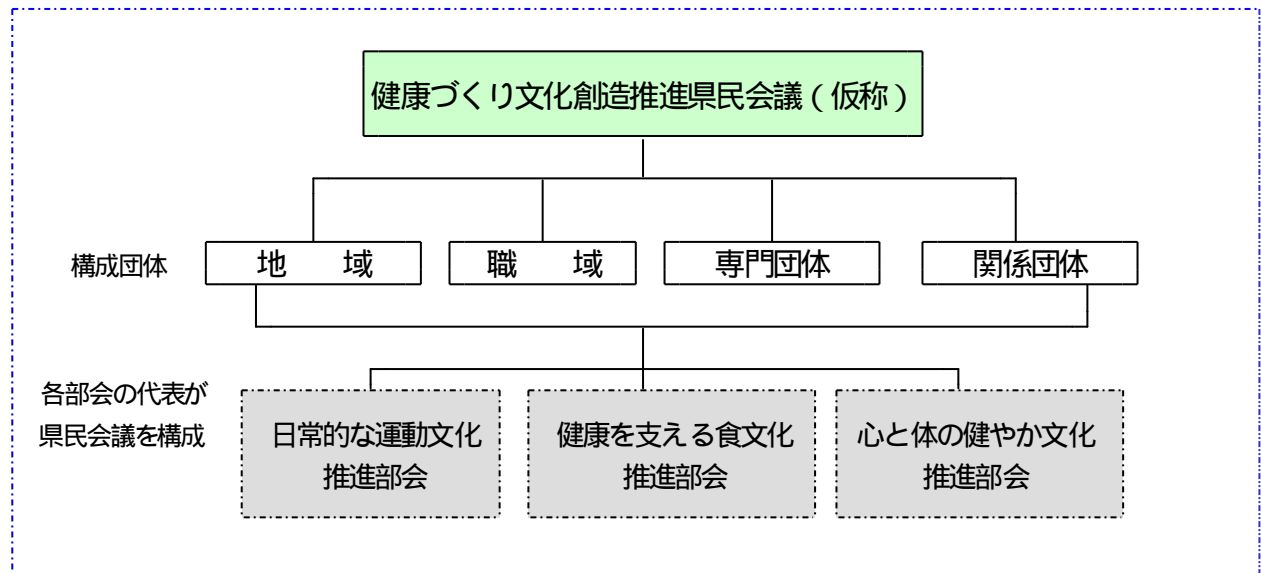 健康づくり文化創造推進県民会議（仮称）
構成団体
地　　域
職　　域
専門団体
関係団体
各部会の代表が
県民会議を構成
日常的な運動文化
推進部会
健康を支える食文化
推進部会
心と体の健やか文化
推進部会